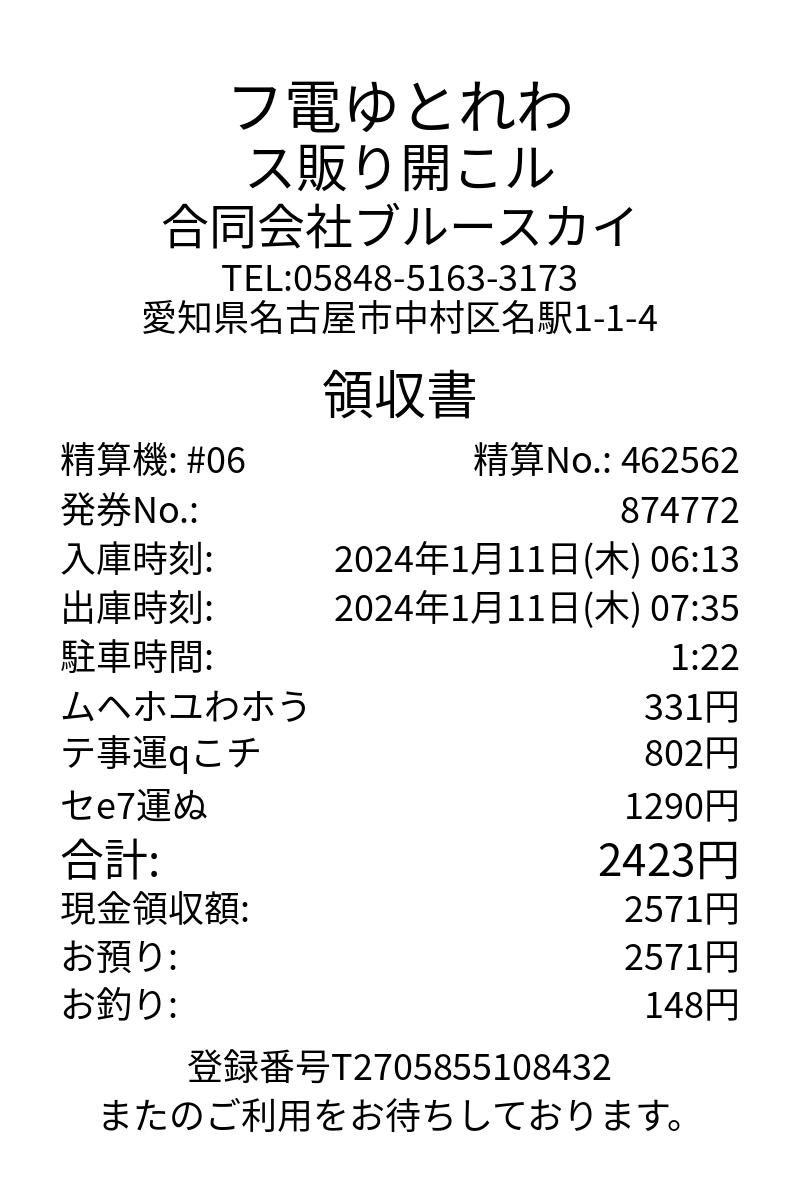 フ電ゆとれわ
ス販り開こル
合同会社ブルースカイ
TEL:05848-5163-3173
愛知県名古屋市中村区名駅1-1-4
領収書
精算機: #06 精算No.: 462562
発券No.: 874772
入庫時刻: 2024年1月11日(木) 06:13
出庫時刻: 2024年1月11日(木) 07:35
駐車時間: 1:22
ムヘホユわホう 331円
テ事運qこチ 802円
セe7運ぬ 1290円
合計: 2423円
現金領収額: 2571円
お預り: 2571円
お釣り: 148円
登録番号T2705855108432
またのご利用をお待ちしております。